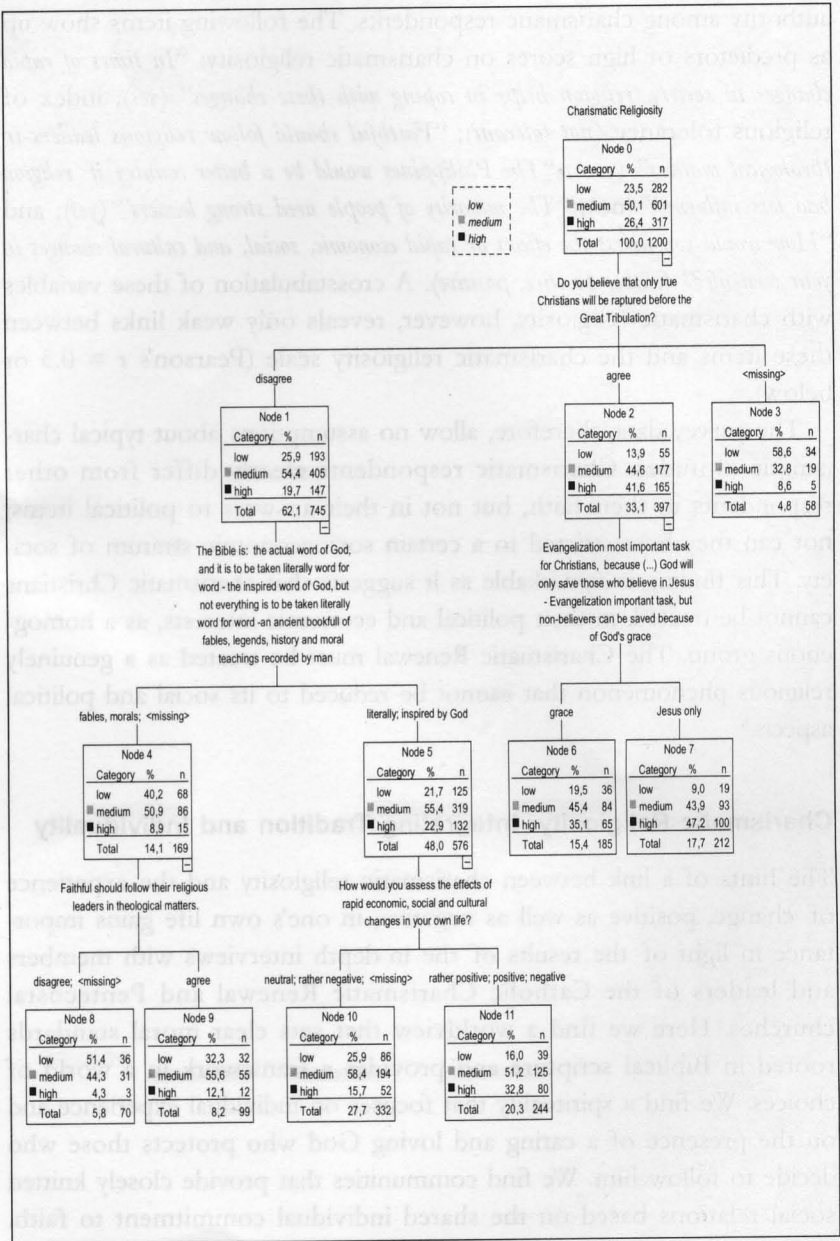 Charismatic Religiosity
Node 0
Category % n
low 23,5 282
medium 50,1 601
high 26,4 317
Total 100,0 1200
low
medium
high
Do you believe that only true
Christians will be raptured before the
Great Tribulation?
disagree
agree
<missing>
Node 1
Category % n
low 25,9 193
medium 54,4 405
high 19,7 147
Total 62,1 745
Node 2
Category % n
low 13,9 55
medium 44,6 177
high 41,6 165
Total 33,1 397
Node 3
Category % n
low 58,6 34
medium 32,8 19
high 8,6 5
Total 4,8 58
The Bible is: the actual word of God,
and it is to be taken literally word for
word - the inspired word of God, but
not everything is to be taken literally
word for word -an ancient bookfull of
fables, legends, history and moral
teachings recorded by man
Evangelization most important task
for Christians, because (...) God will
only save those who believe in Jesus
- Evangelization important task, but
non-believers can be saved because
of God's grace
fables, morals; <missing>
literally; inspired by God
grace
Jesus only
Node 4
Category % n
low 40,2 68
medium 50,9 86
high 8,9 15
Total 14,1 169
Node 5
Category % n
low 21,7 125
medium 55,4 319
high 22,9 132
Total 48,0 576
Node 6
Category % n
low 19,5 36
medium 45,4 84
high 35,1 65
Total 15,4 185
Node 7
Category % n
low 9,0 19
medium 43,9 93
high 47,2 100
Total 17,7 212
Faithful should follow their religious
leaders in theological matters.
How would you assess the effects of
rapid economic, social and cultural
changes in your own life?
disagree; <missing>
agree
neutral; rather negative; <missing>
rather positive; positive; negative
Node 8
Category % n
low 51,4 36
medium 44,3 31
high 4,3 3
Total 5,8 70
Node 9
Category % n
low 32,3 32
medium 55,6 55
high 12,1 12
Total 8,2 99
Node 10
Category % n
low 25,9 86
medium 58,4 194
high 15,7 52
Total 27,7 332
Node 11
Category % n
low 16,0 39
medium 51,2 125
high 32,8 80
Total 20,3 244